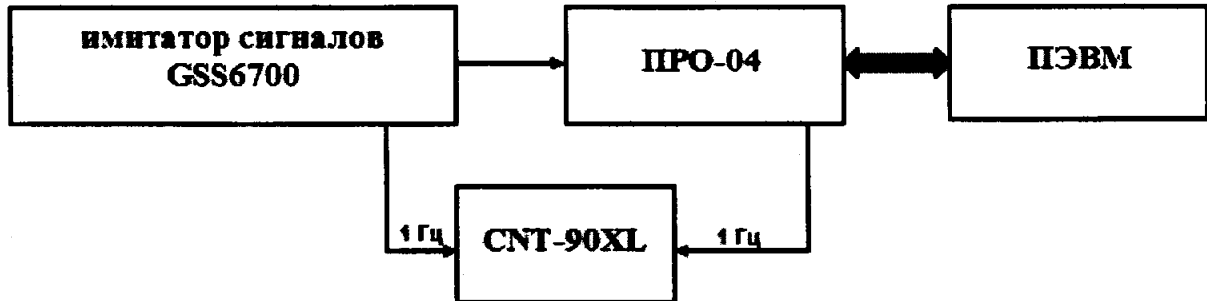 имитатор сигналов
GSS6700
ПРО-04
ПЭВМ
1 Гц
CNT-90XL
1 Гц